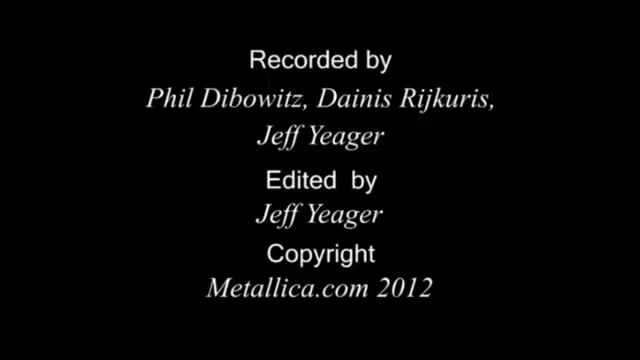 Recorded by
Phil Dibowitz, Dainis Rijkuris,
Jeff Yeager
Edited by
Jeff Yeager
Copyright
Metallica.com 2012